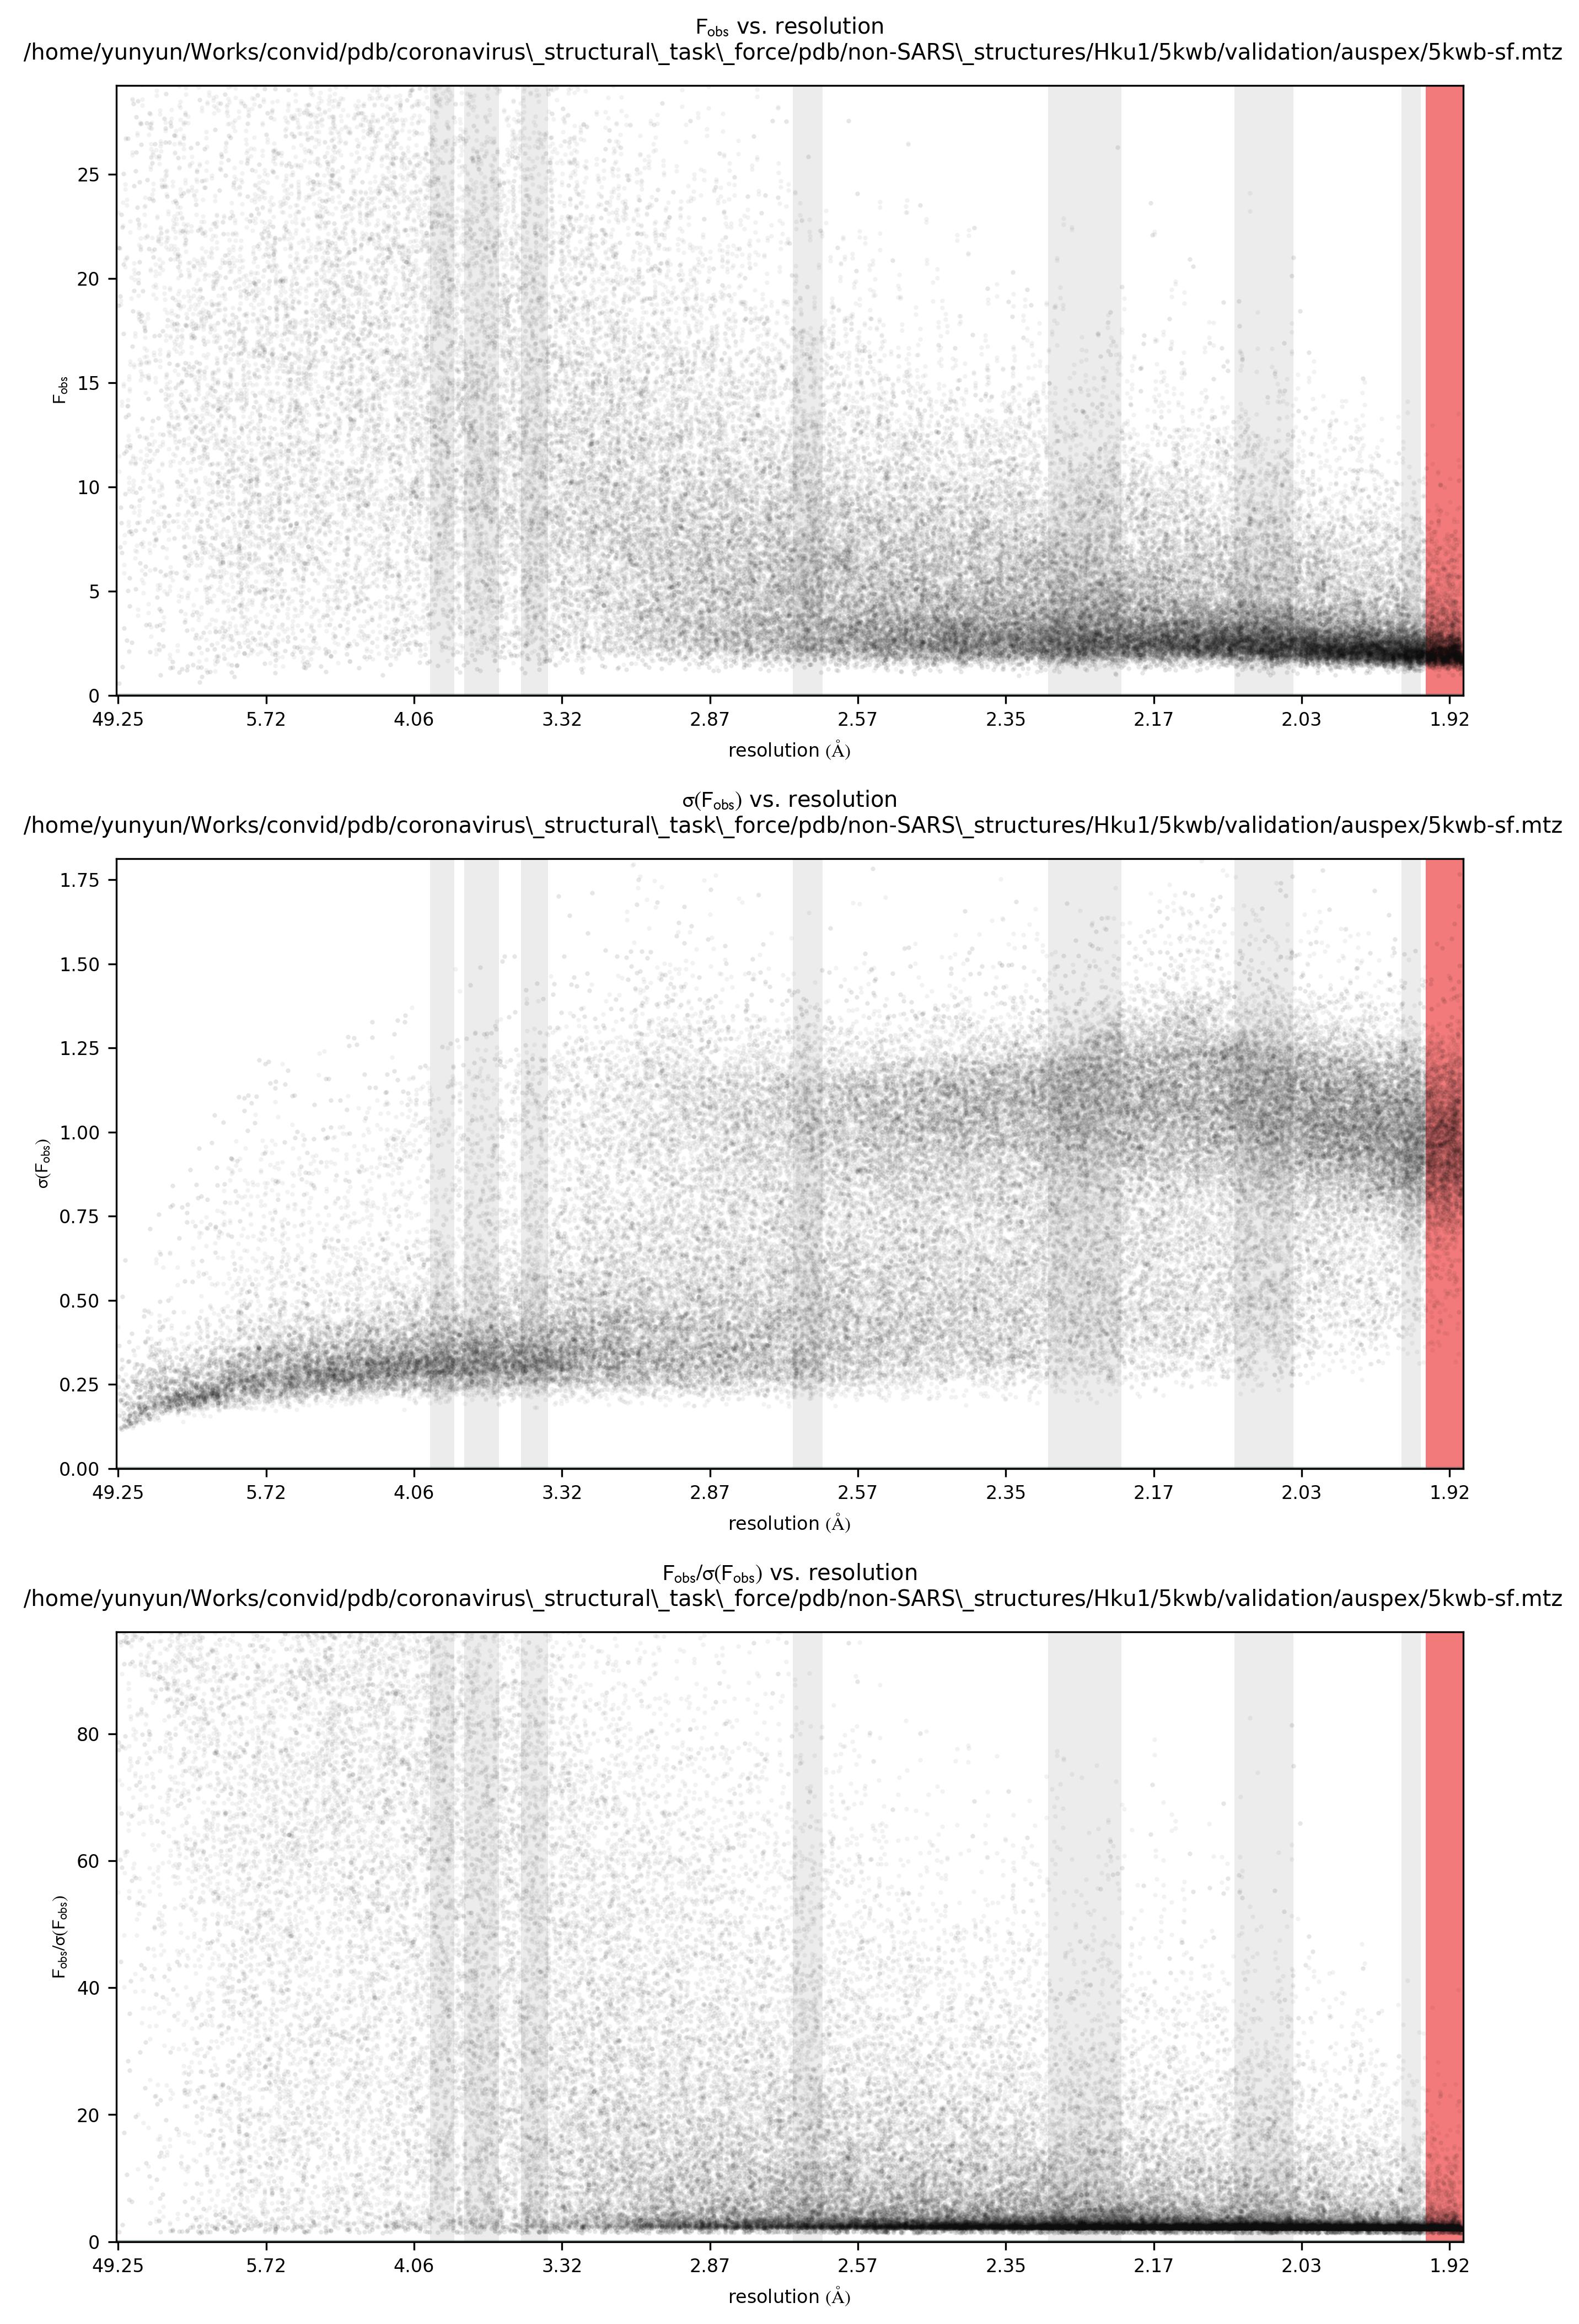 Fobs vs. resolution
/home/yunyun/Works/convid/pdb/coronavirus\_structural\_task\_force/pdb/non-SARS\_structures/Hku1/5kwb/validation/auspex/5kwb-sf.mtz
25
20
15
10
5
0
Fobs
49.25 5.72 4.06 3.32 2.87 2.57 2.35 2.17 2.03 1.92
resolution (Å)
σ(Fobs) vs. resolution
/home/yunyun/Works/convid/pdb/coronavirus\_structural\_task\_force/pdb/non-SARS\_structures/Hku1/5kwb/validation/auspex/5kwb-sf.mtz
1.75
1.50
1.25
1.00
0.75
0.50
0.25
0.00
σ(Fobs)
49.25 5.72 4.06 3.32 2.87 2.57 2.35 2.17 2.03 1.92
resolution (Å)
Fobs/σ(Fobs) vs. resolution
/home/yunyun/Works/convid/pdb/coronavirus\_structural\_task\_force/pdb/non-SARS\_structures/Hku1/5kwb/validation/auspex/5kwb-sf.mtz
80
60
40
20
0
Fobs/σ(Fobs)
49.25 5.72 4.06 3.32 2.87 2.57 2.35 2.17 2.03 1.92
resolution (Å)